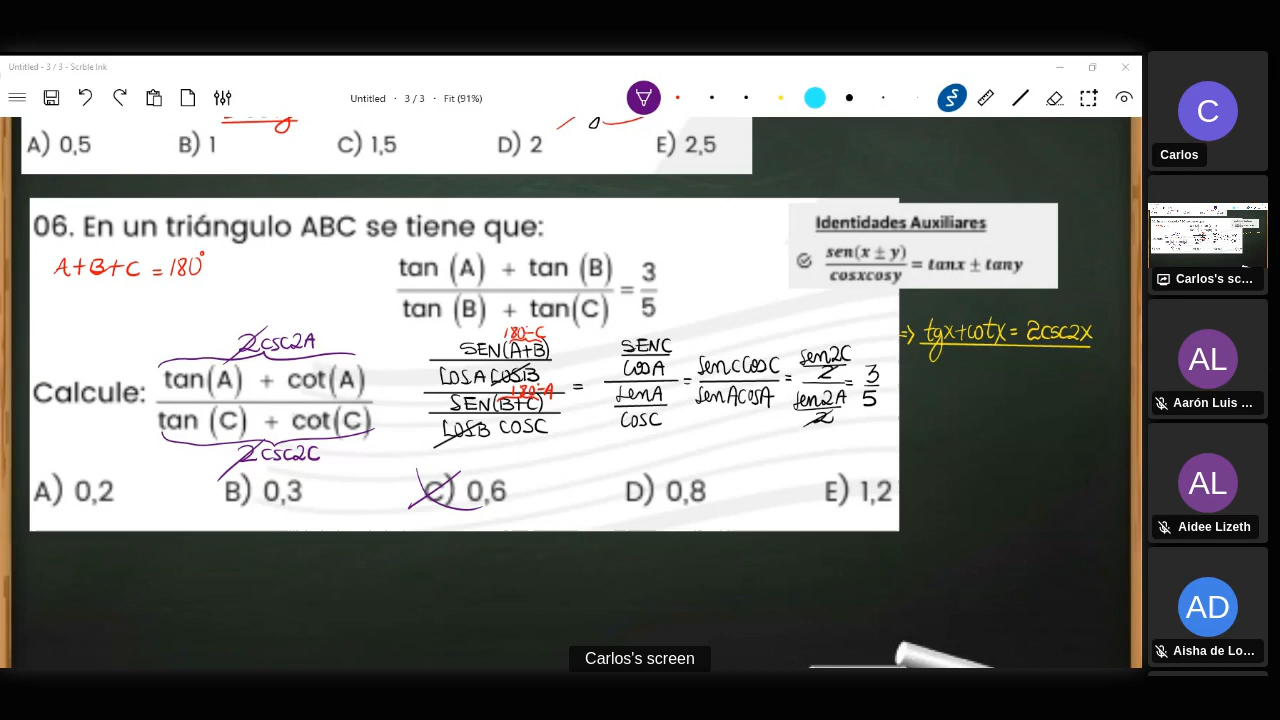 Untitled - 3 / 3 - Scrble Ink
Untitled · 3 / 3 · Fit (91%)
A) 0,5 B) 1 C) 1,5 D) 2 E) 2,5
06. En un triángulo ABC se tiene que:
A+B+C = 180°
tan (A) + tan (B) / tan (B) + tan(C) = 3/5
Identidades Auxiliares
sen(x ± y) / cosxcosy = tanx ± tany
=> tgx+cotx = 2csc2x
2csc2A
Calcule: tan(A) + cot(A) / tan (C) + cot(C)
2csc2C
180°-C
SEN(A+B)
COSA COSB
180°-A
SEN(B+C)
COSB COSC
= SENC / COSA / senA / COSC = senCCosC / senACosA = sen2C / 2 / sen2A / 2 = 3/5
A) 0,2 B) 0,3 C) 0,6 D) 0,8 E) 1,2
Carlos's screen
C
Carlos
Carlos's sc...
AL
Aarón Luis ...
AL
Aidee Lizeth
AD
Aisha de Lo...